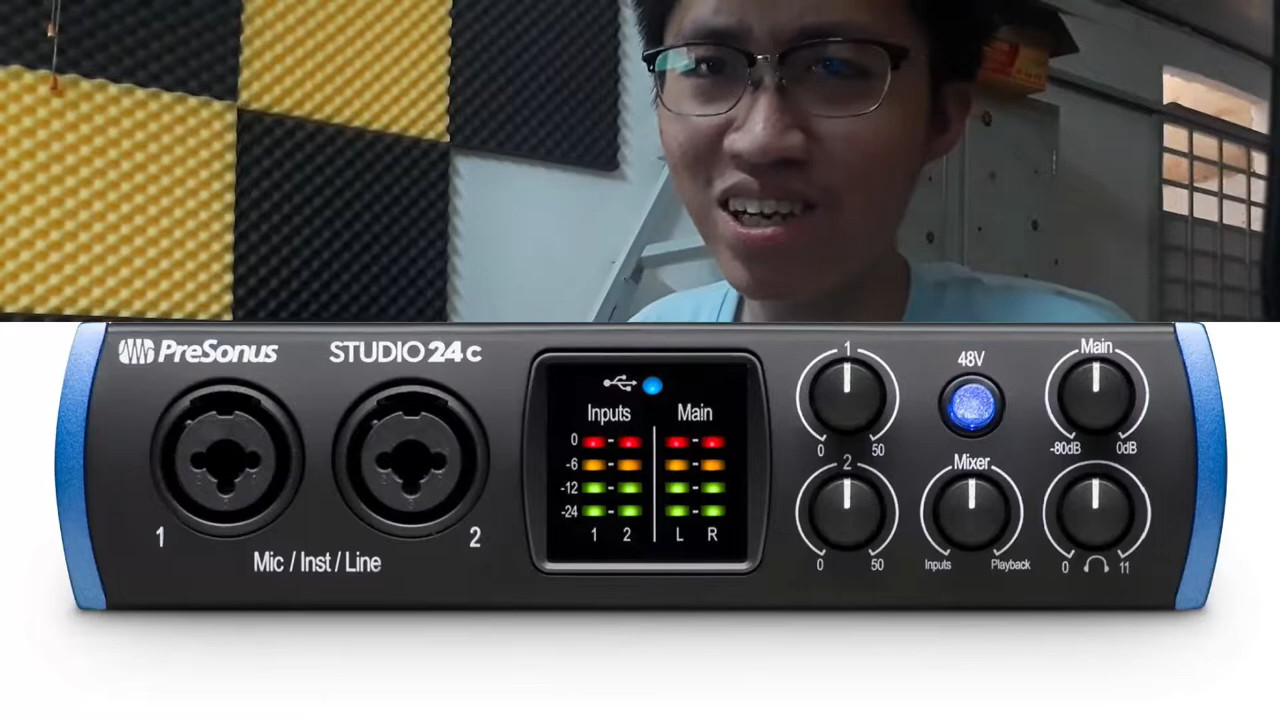 PreSonus
STUDIO 24c
Inputs Main
0
-6
-12
-24
1 2 L R
1
2
Mic / Inst / Line
1
0 50
2
0 50
48V
Mixer
Inputs Playback
Main
-80dB 0dB
0 11